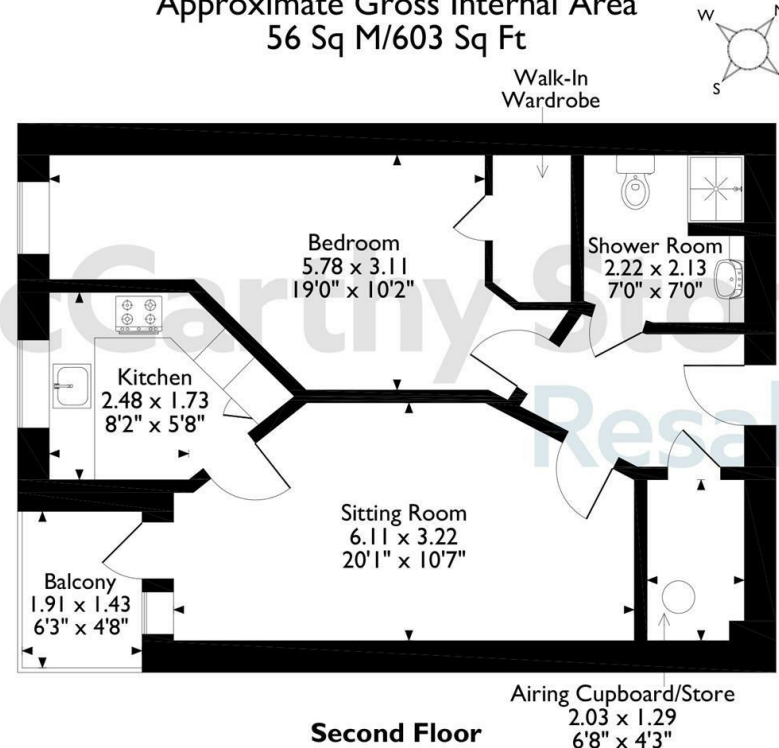 Approximate Gross Internal Area
56 Sq M/603 Sq Ft
W
N
S
Walk-In
Wardrobe
Bedroom
5.78 x 3.11
19'0" x 10'2"
Shower Room
2.22 x 2.13
7'0" x 7'0"
Kitchen
2.48 x 1.73
8'2" x 5'8"
Sitting Room
6.11 x 3.22
20'1" x 10'7"
Balcony
1.91 x 1.43
6'3" x 4'8"
Airing Cupboard/Store
2.03 x 1.29
6'8" x 4'3"
Second Floor
cCarthy Sto
Resal